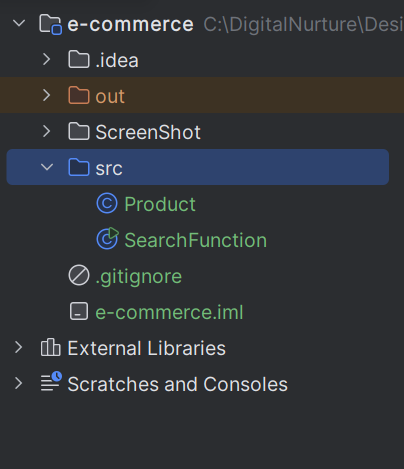 e-commerce C:\DigitalNurture\Desi
.idea
out
ScreenShot
src
Product
SearchFunction
.gitignore
e-commerce.iml
External Libraries
Scratches and Consoles